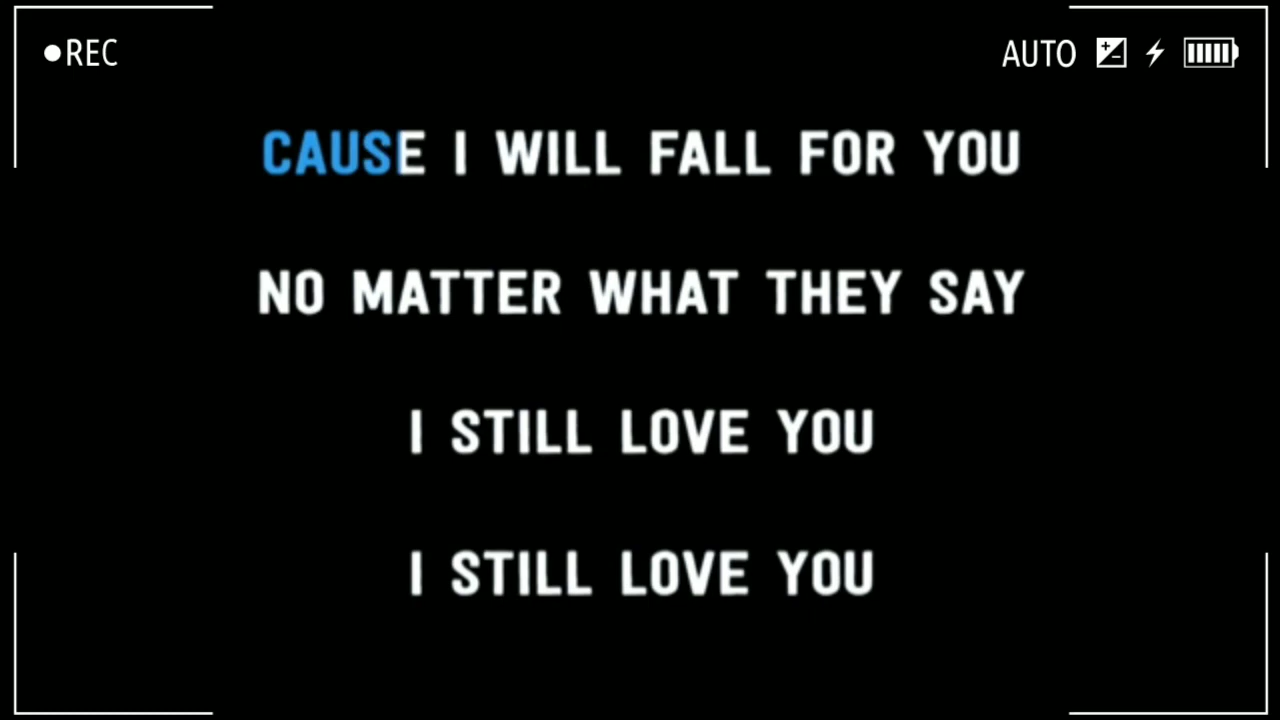 REC AUTO
CAUSE I WILL FALL FOR YOU
NO MATTER WHAT THEY SAY
I STILL LOVE YOU
I STILL LOVE YOU